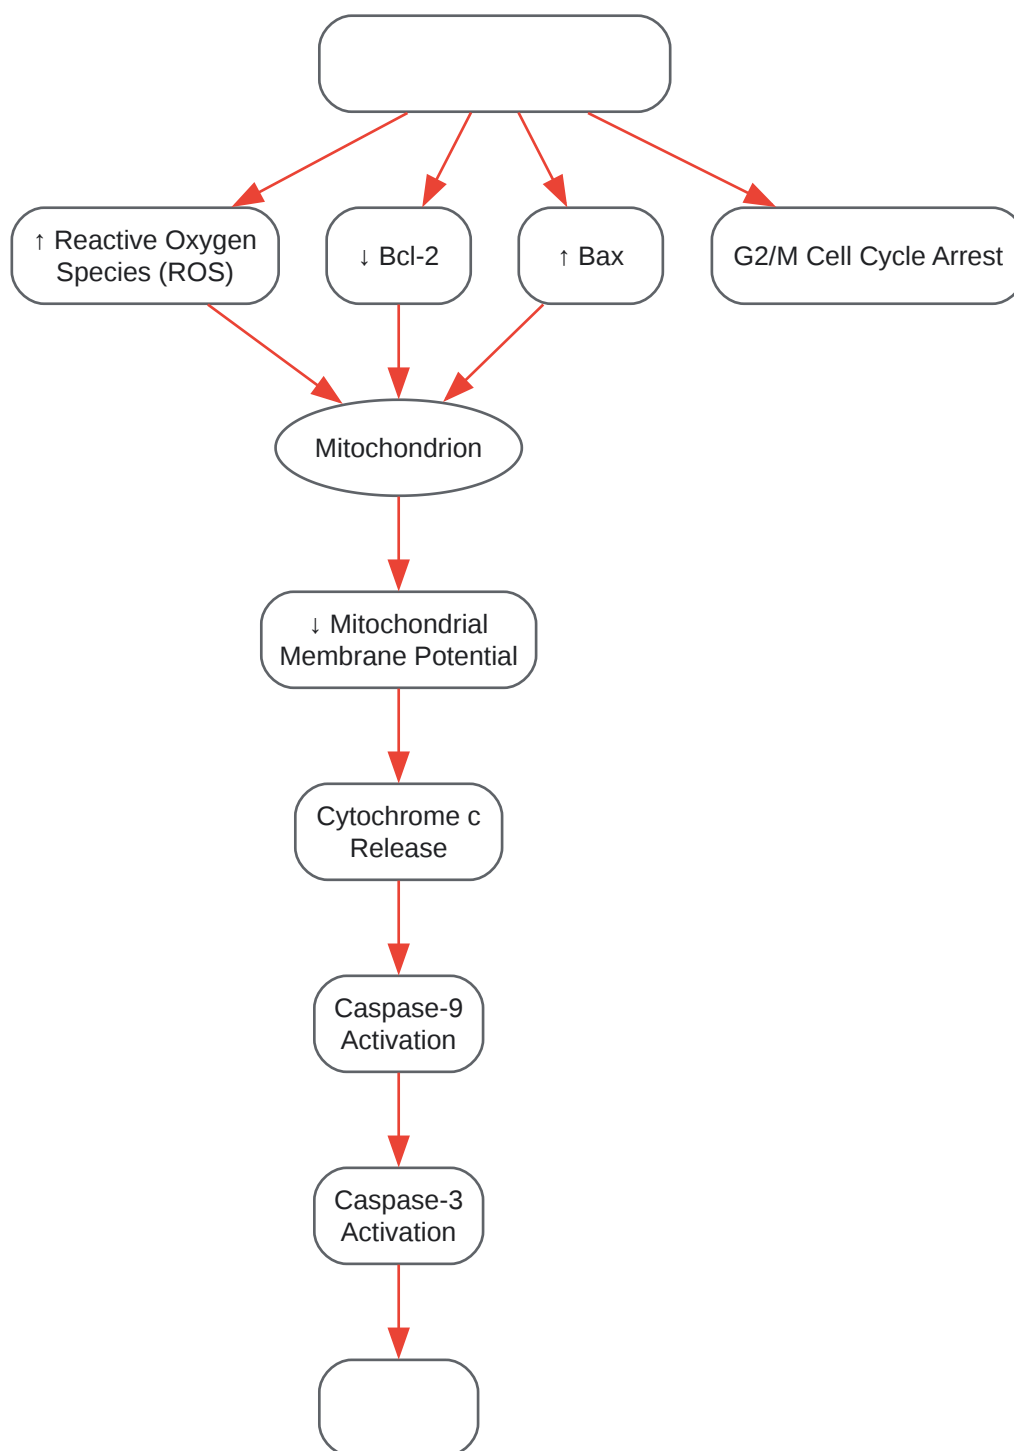 ↑ Reactive Oxygen
Species (ROS)
↓ Bcl-2
↑ Bax
G2/M Cell Cycle Arrest
Mitochondrion
↓ Mitochondrial
Membrane Potential
Cytochrome c
Release
Caspase-9
Activation
Caspase-3
Activation